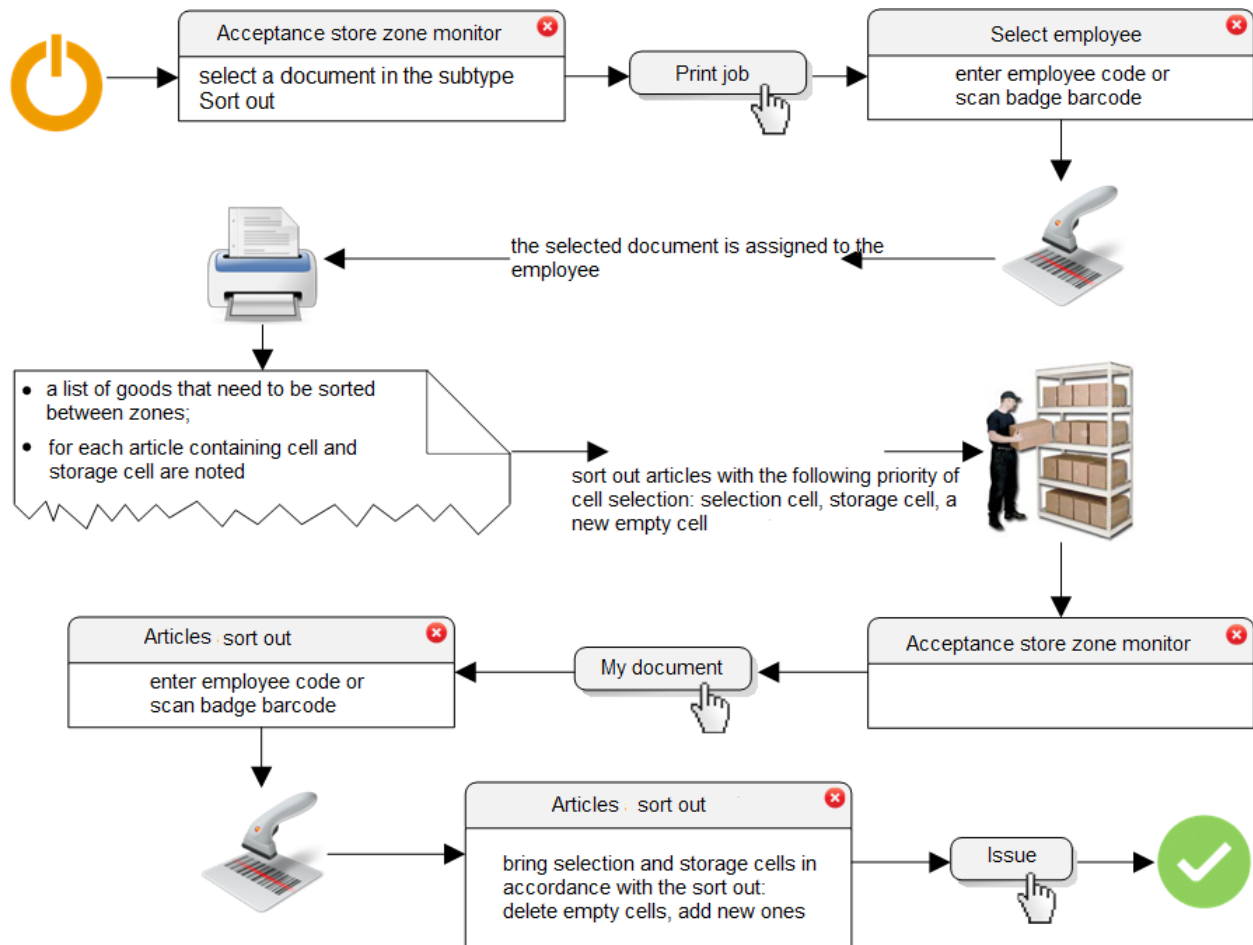 Acceptance store zone monitor
select a document in the subtype
Sort out
Print job
Select employee
enter employee code or
scan badge barcode
the selected document is assigned to the
employee
a list of goods that need to be sorted
between zones;
for each article containing cell and
storage cell are noted
sort out articles with the following priority of
cell selection: selection cell, storage cell, a
new empty cell
Acceptance store zone monitor
My document
Articles sort out
enter employee code or
scan badge barcode
Articles sort out
bring selection and storage cells in
accordance with the sort out:
delete empty cells, add new ones
Issue